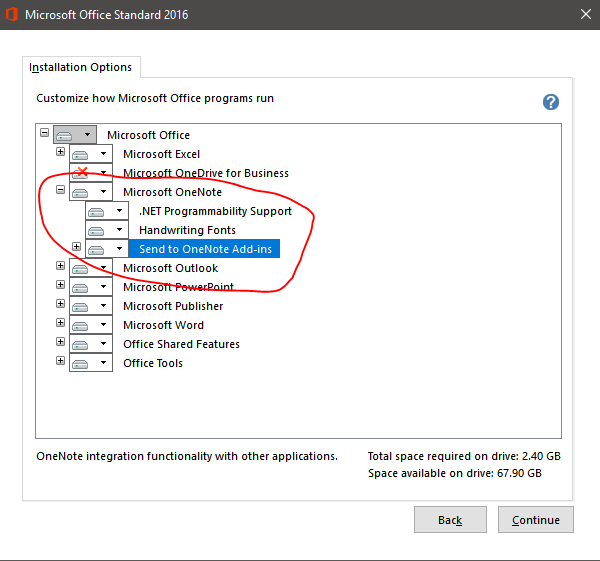 Microsoft Office Standard 2016
Installation Options
Customize how Microsoft Office programs run
Microsoft Office
Microsoft Excel
Microsoft OneDrive for Business
Microsoft OneNote
.NET Programmability Support
Handwriting Fonts
Send to OneNote Add-ins
Microsoft Outlook
Microsoft PowerPoint
Microsoft Publisher
Microsoft Word
Office Shared Features
Office Tools
OneNote integration functionality with other applications.
Total space required on drive: 2.40 GB
Space available on drive: 67.90 GB
Back
Continue